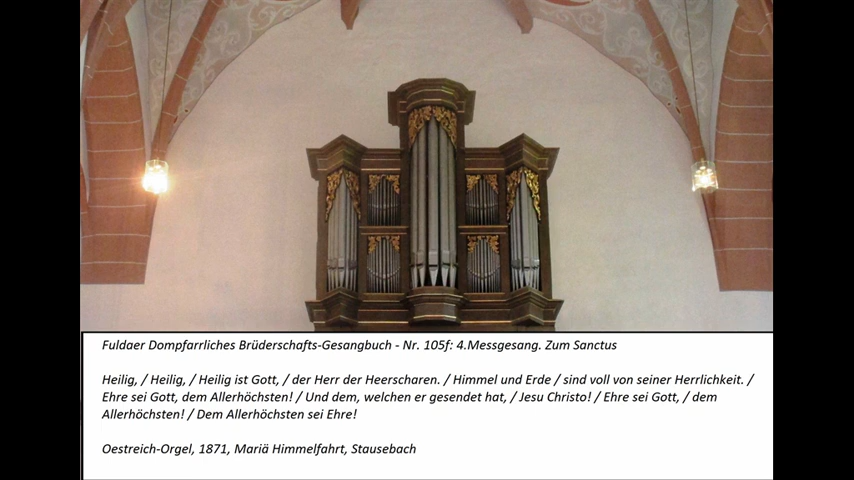 Fuldaer Dompfarrliches Brüderschafts-Gesangbuch - Nr. 105f: 4.Messgesang. Zum Sanctus
Heilig, / Heilig, / Heilig ist Gott, / der Herr der Heerscharen. / Himmel und Erde / sind voll von seiner Herrlichkeit. /
Ehre sei Gott, dem Allerhöchsten! / Und dem, welchen er gesendet hat, / Jesu Christo! / Ehre sei Gott, / dem
Allerhöchsten! / Dem Allerhöchsten sei Ehre!
Oestreich-Orgel, 1871, Mariä Himmelfahrt, Stausebach